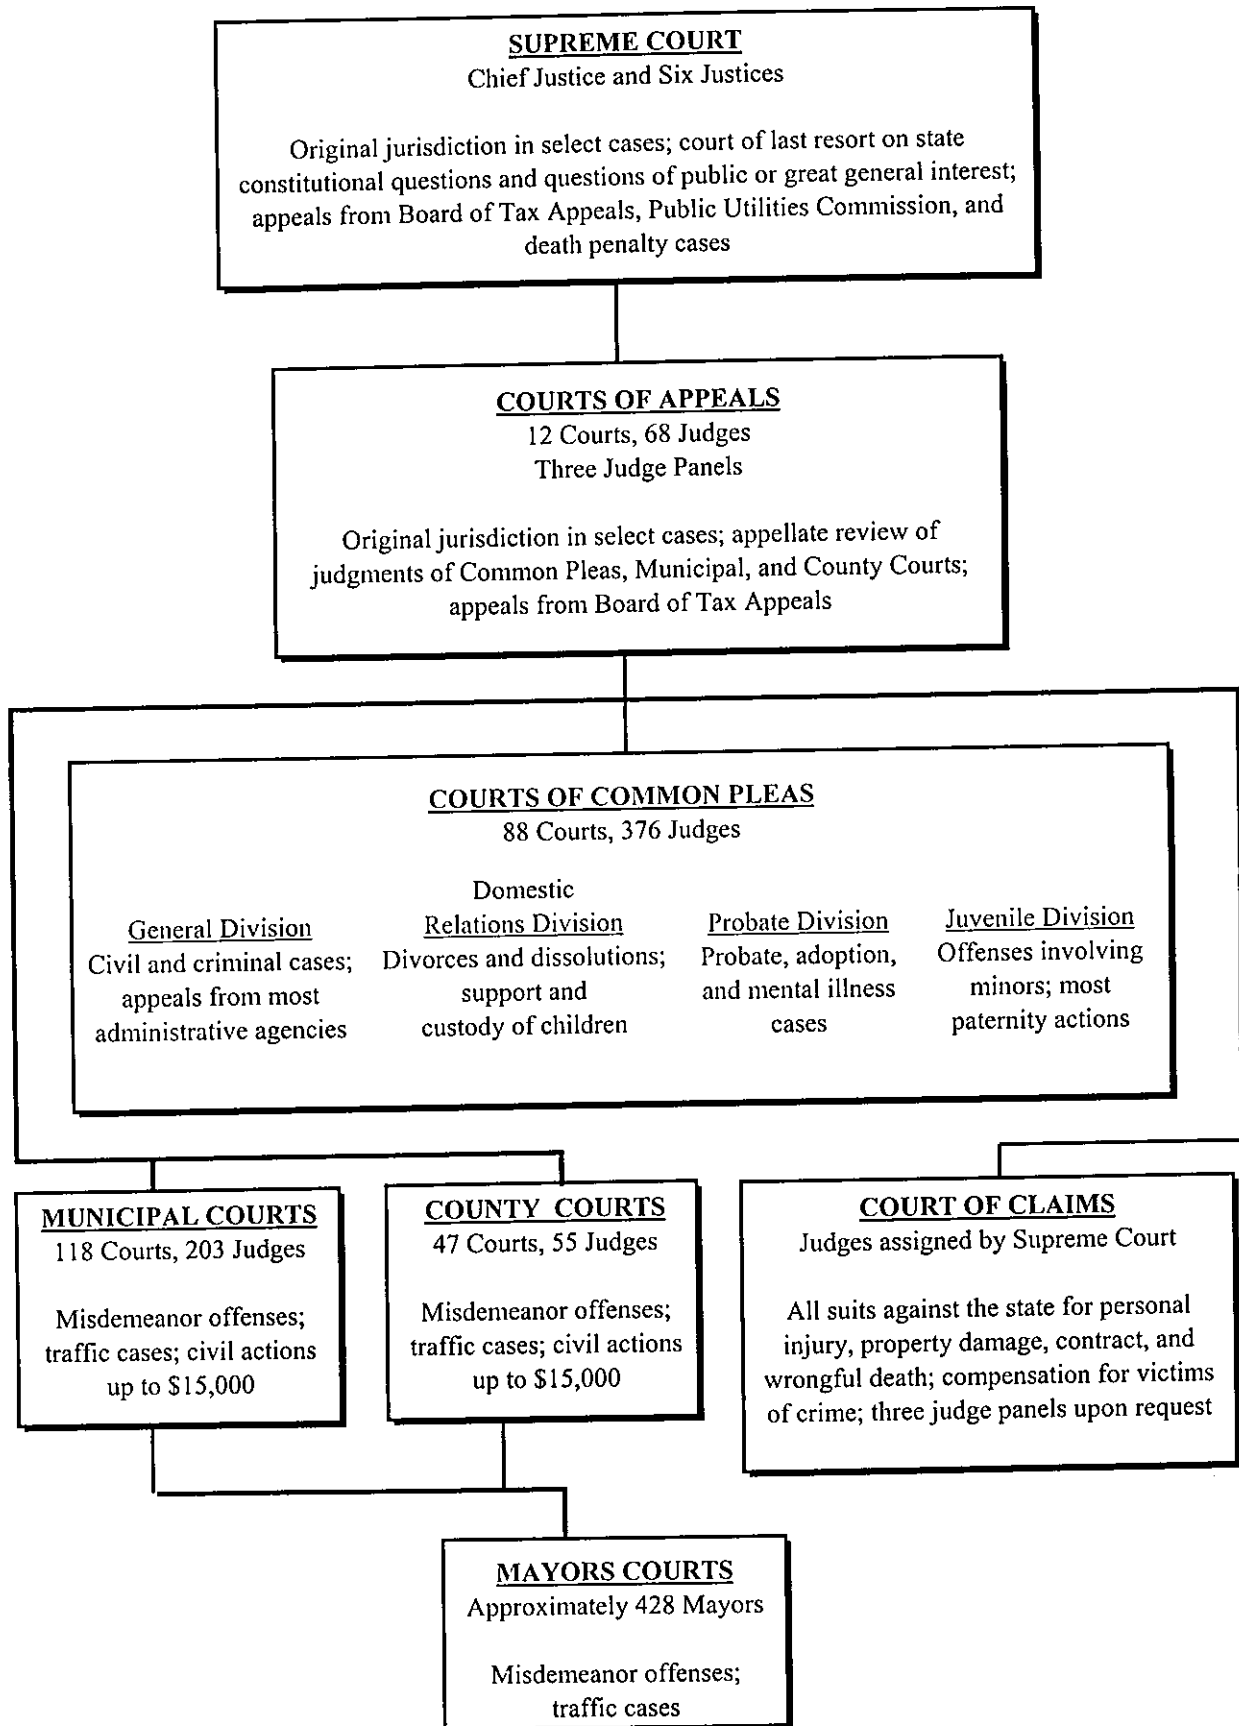 SUPREME COURT
Chief Justice and Six Justices
Original jurisdiction in select cases; court of last resort on state
constitutional questions and questions of public or great general interest;
appeals from Board of Tax Appeals, Public Utilities Commission, and
death penalty cases
COURTS OF APPEALS
12 Courts, 68 Judges
Three Judge Panels
Original jurisdiction in select cases; appellate review of
judgments of Common Pleas, Municipal, and County Courts;
appeals from Board of Tax Appeals
COURTS OF COMMON PLEAS
88 Courts, 376 Judges
General Division
Civil and criminal cases;
appeals from most
administrative agencies
Domestic
Relations Division
Divorces and dissolutions;
support and
custody of children
Probate Division
Probate, adoption,
and mental illness
cases
Juvenile Division
Offenses involving
minors; most
paternity actions
MUNICIPAL COURTS
118 Courts, 203 Judges
Misdemeanor offenses;
traffic cases; civil actions
up to $15,000
COUNTY COURTS
47 Courts, 55 Judges
Misdemeanor offenses;
traffic cases; civil actions
up to $15,000
COURT OF CLAIMS
Judges assigned by Supreme Court
All suits against the state for personal
injury, property damage, contract, and
wrongful death; compensation for victims
of crime; three judge panels upon request
MAYORS COURTS
Approximately 428 Mayors
Misdemeanor offenses;
traffic cases